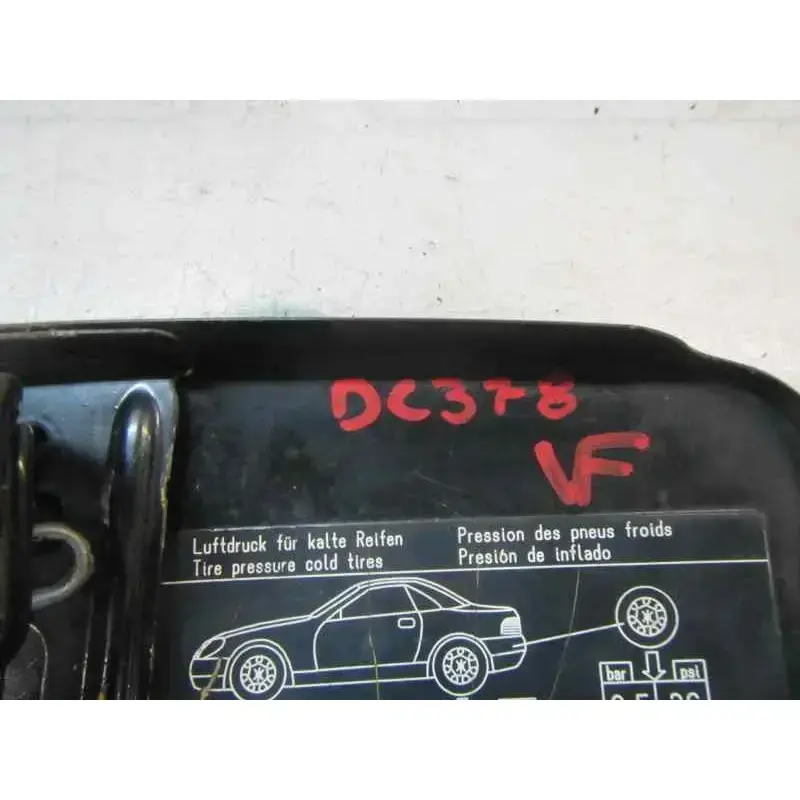 DC378
VF
Luftdruck für kalte Reifen
Tire pressure cold tires
Pression des pneus froids
Presión de inflado
bar psi